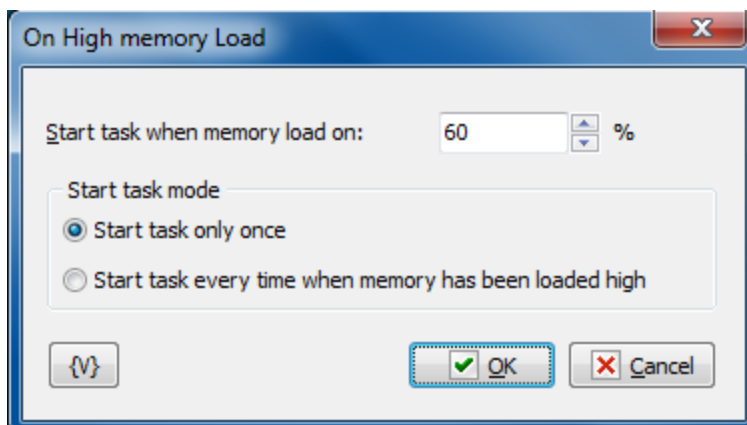 On High memory Load
Start task when memory load on: 60 %
Start task mode
Start task only once
Start task every time when memory has been loaded high
{V} OK Cancel